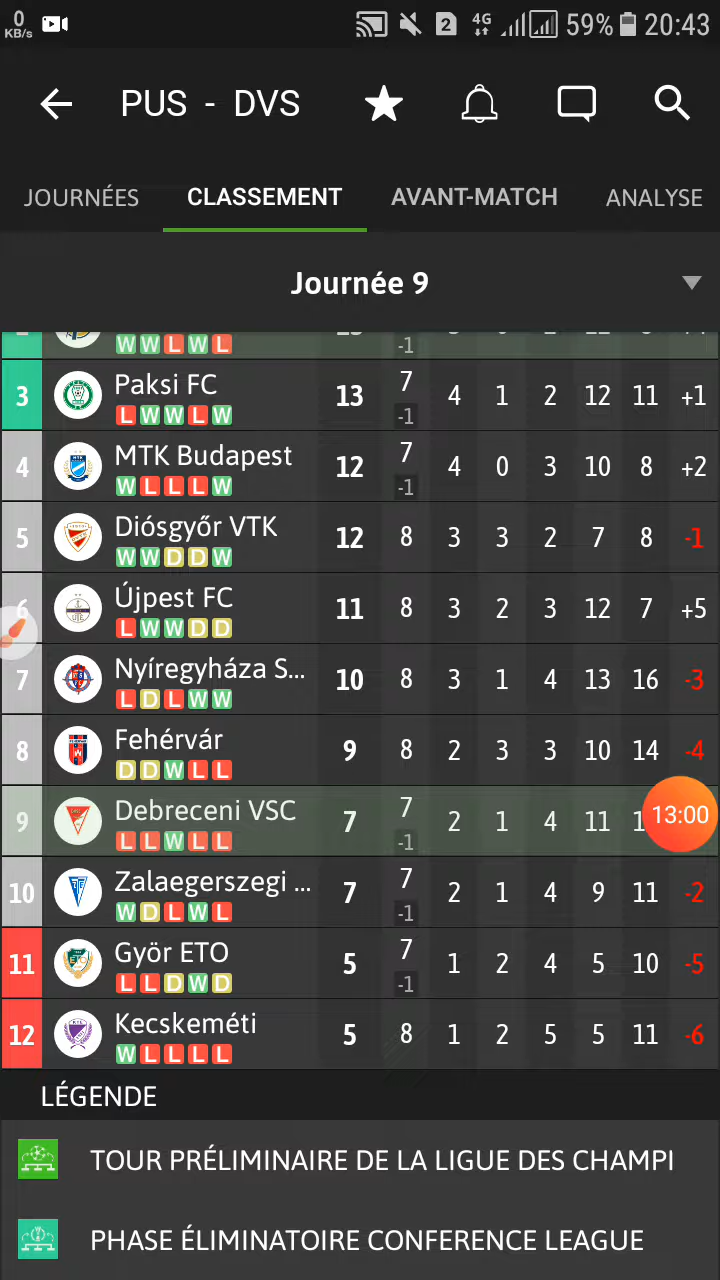 0 KB/s 2 4G 59% 20:43
PUS - DVS
JOURNÉES CLASSEMENT AVANT-MATCH ANALYSE
Journée 9
W W L W L -1
3 Paksi FC 13 7 4 1 2 12 11 +1
L W W L W -1
4 MTK Budapest 12 7 4 0 3 10 8 +2
W L L L W -1
5 Diósgyőr VTK 12 8 3 3 2 7 8 -1
W W D D W
6 Újpest FC 11 8 3 2 3 12 7 +5
L W W D D
7 Nyíregyháza S... 10 8 3 1 4 13 16 -3
L D L W W
8 Fehérvár 9 8 2 3 3 10 14 -4
D D W L L
9 Debreceni VSC 7 7 2 1 4 11 13:00
L L W L L -1
10 Zalaegerszegi ... 7 7 2 1 4 9 11 -2
W D L W L -1
11 Györ ETO 5 7 1 2 4 5 10 -5
L L D W D -1
12 Kecskeméti 5 8 1 2 5 5 11 -6
W L L L L
LÉGENDE
TOUR PRÉLIMINAIRE DE LA LIGUE DES CHAMPI
PHASE ÉLIMINATOIRE CONFERENCE LEAGUE